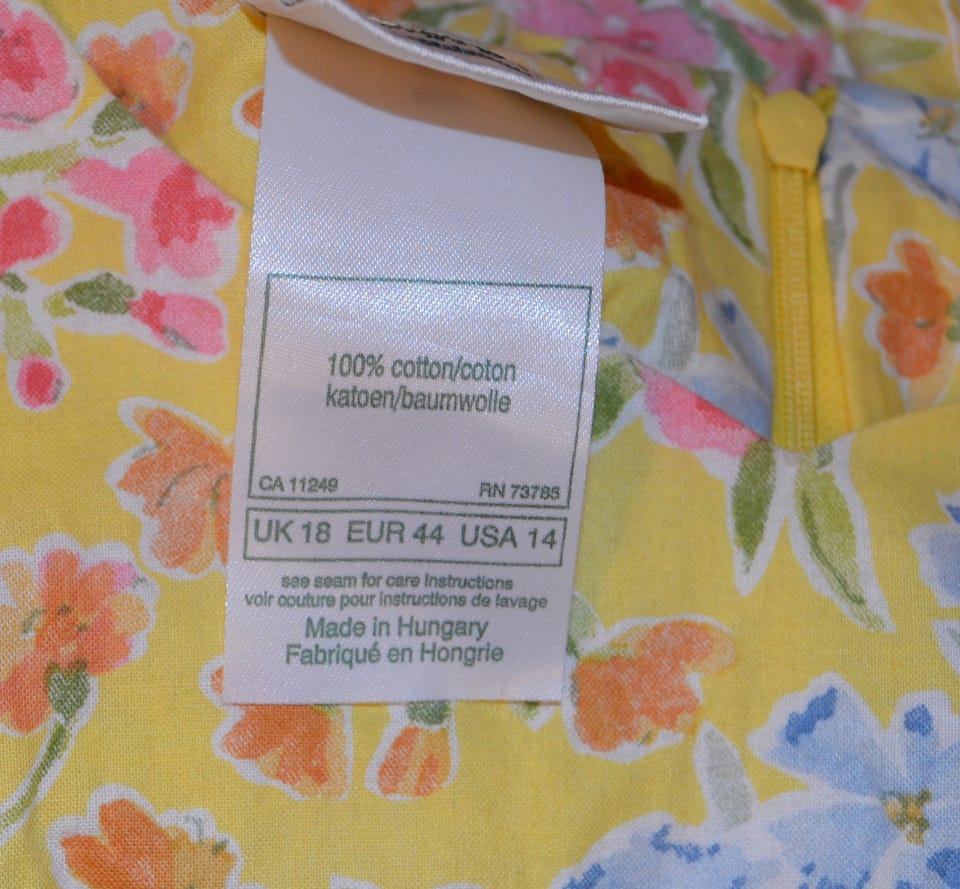 100% cotton/coton
katoen/baumwolle
CA 11249 RN 73785
UK 18 EUR 44 USA 14
see seam for care instructions
voir couture pour instructions de lavage
Made in Hungary
Fabriqué en Hongrie